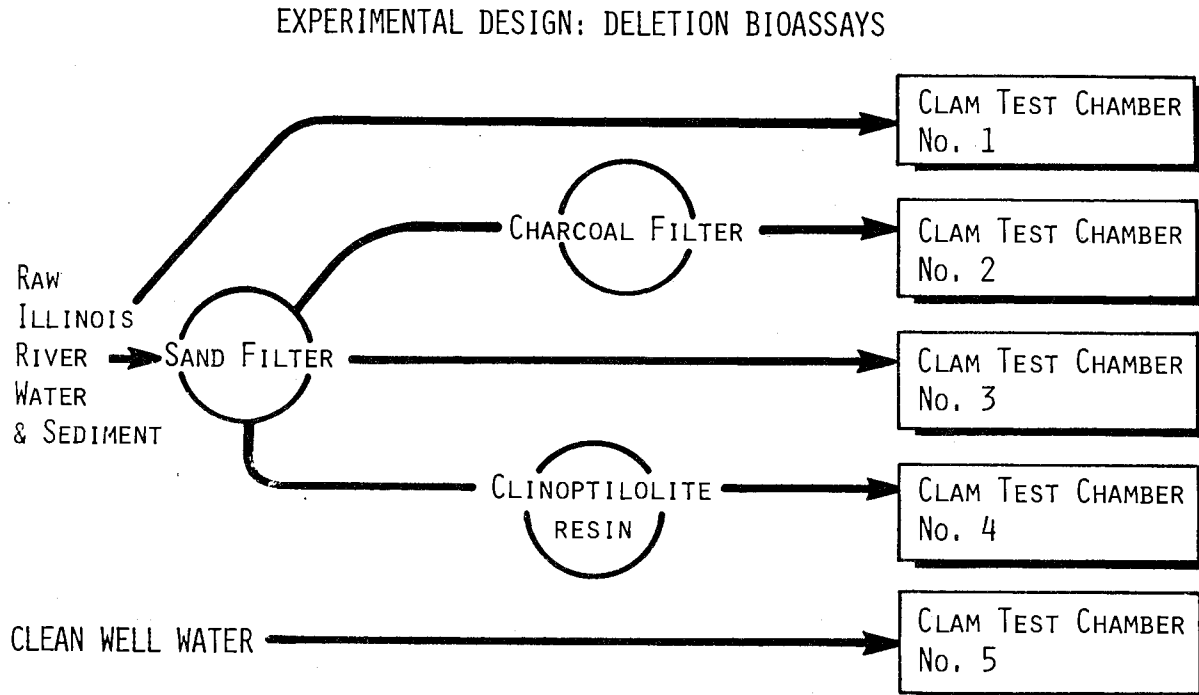 EXPERIMENTAL DESIGN: DELETION BIOASSAYS
CLAM TEST CHAMBER
No. 1
CHARCOAL FILTER
CLAM TEST CHAMBER
No. 2
RAW
ILLINOIS
RIVER
WATER
& SEDIMENT
SAND FILTER
CLAM TEST CHAMBER
No. 3
CLINOPTILOLITE
RESIN
CLAM TEST CHAMBER
No. 4
CLEAN WELL WATER
CLAM TEST CHAMBER
No. 5